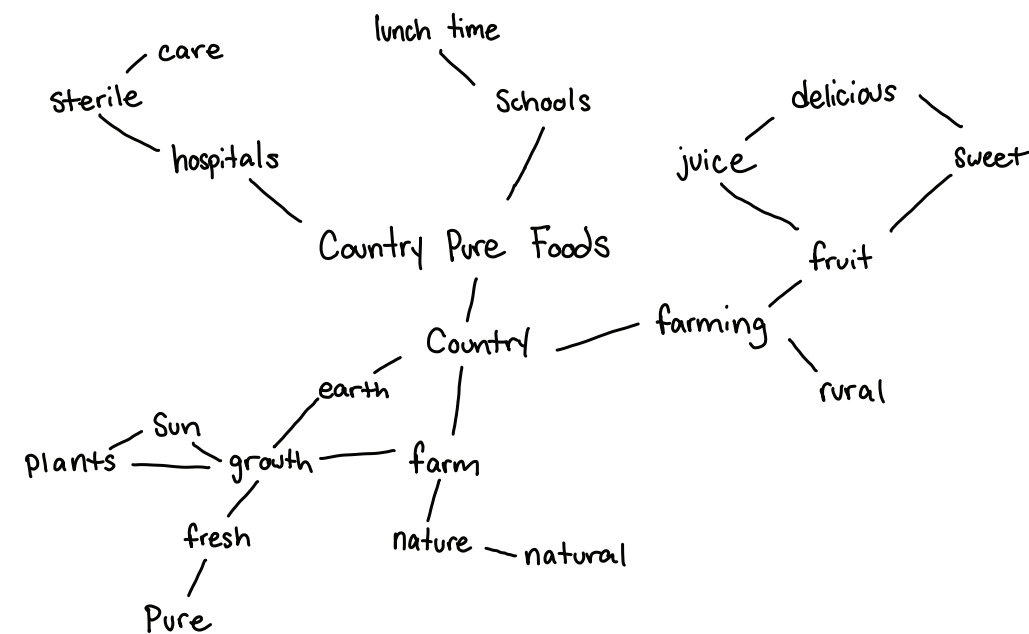 lunch time
care
Sterile
Schools
delicious
hospitals
juice
Sweet
Country Pure Foods
fruit
Country
farming
earth
rural
Sun
plants
growth
farm
fresh
nature
natural
Pure